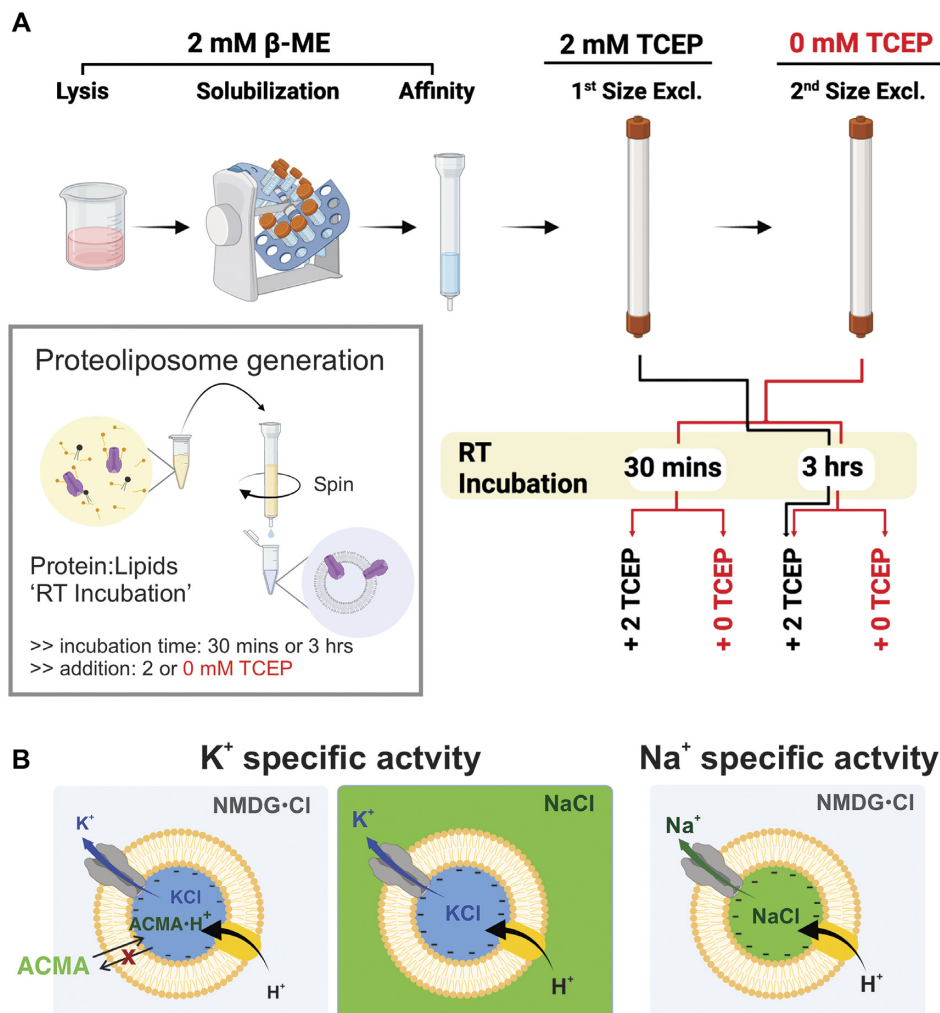 A
2 mM β-ME
2 mM TCEP
0 mM TCEP
Lysis
Solubilization
Affinity
1st Size Excl.
2nd Size Excl.
Proteoliposome generation
Spin
Protein:Lipids
‘RT Incubation’
>> incubation time: 30 mins or 3 hrs
>> addition: 2 or 0 mM TCEP
RT
Incubation
30 mins
3 hrs
+ 2 TCEP
+ 0 TCEP
+ 2 TCEP
+ 0 TCEP
B
K+ specific actvity
Na+ specific actvity
NMDG•Cl
K+
KCl
ACMA•H+
ACMA
X
H+
NaCl
K+
KCl
H+
NMDG•Cl
Na+
NaCl
H+